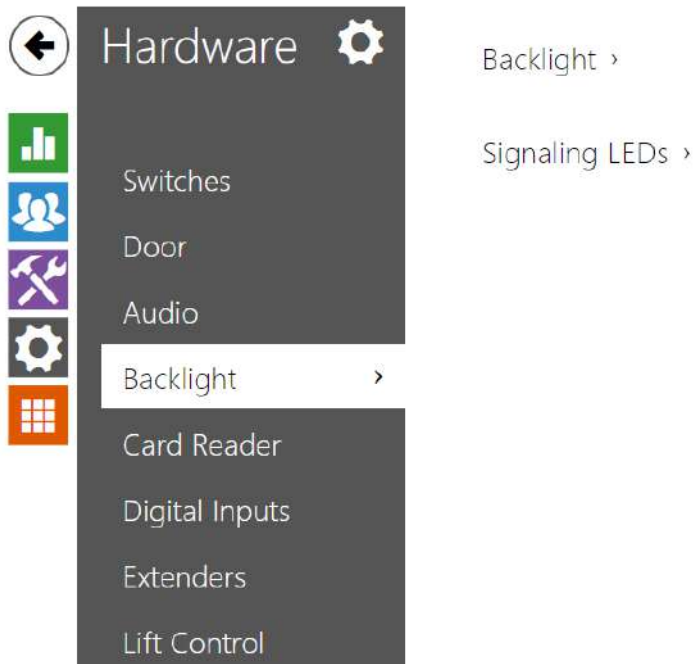 Hardware
Switches
Door
Audio
Backlight ›
Card Reader
Digital Inputs
Extenders
Lift Control
Backlight ›
Signaling LEDs ›